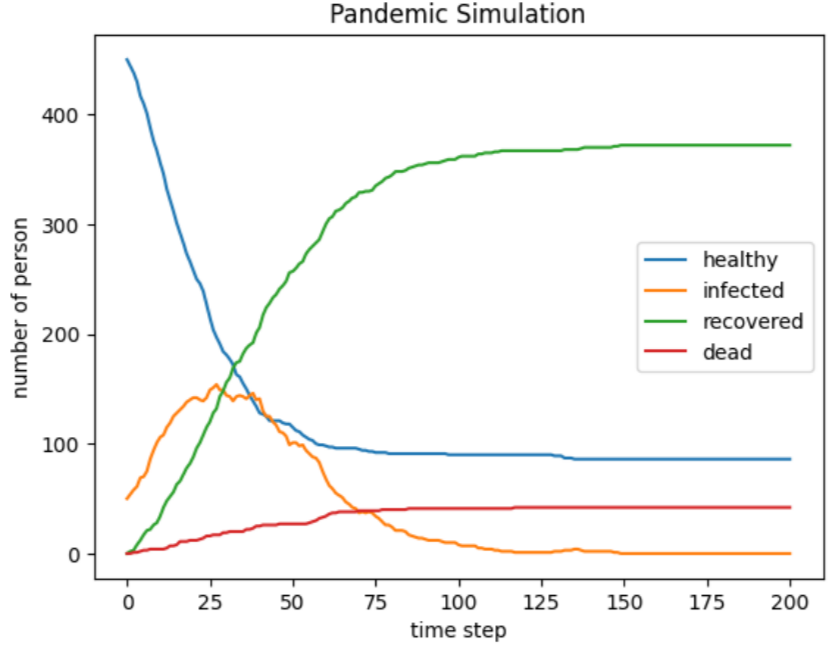 Pandemic Simulation
400
300
200
100
0
number of person
healthy
infected
recovered
dead
0 25 50 75 100 125 150 175 200
time step